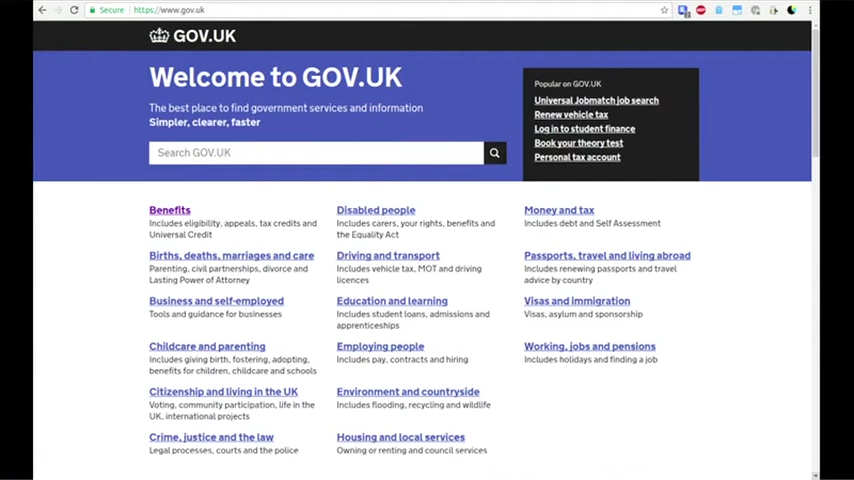 Secure https://www.gov.uk
GOV.UK
Welcome to GOV.UK
The best place to find government services and information
Simpler, clearer, faster
Search GOV.UK
Popular on GOV.UK
Universal Jobmatch job search
Renew vehicle tax
Log in to student finance
Book your theory test
Personal tax account
Benefits
Includes eligibility, appeals, tax credits and
Universal Credit
Births, deaths, marriages and care
Parenting, civil partnerships, divorce and
Lasting Power of Attorney
Business and self-employed
Tools and guidance for businesses
Childcare and parenting
Includes giving birth, fostering, adopting,
benefits for children, childcare and schools
Citizenship and living in the UK
Voting, community participation, life in the
UK, international projects
Crime, justice and the law
Legal processes, courts and the police
Disabled people
Includes carers, your rights, benefits and
the Equality Act
Driving and transport
Includes vehicle tax, MOT and driving
licences
Education and learning
Includes student loans, admissions and
apprenticeships
Employing people
Includes pay, contracts and hiring
Environment and countryside
Includes flooding, recycling and wildlife
Housing and local services
Owning or renting and council services
Money and tax
Includes debt and Self Assessment
Passports, travel and living abroad
Includes renewing passports and travel
advice by country
Visas and immigration
Visas, asylum and sponsorship
Working, jobs and pensions
Includes holidays and finding a job